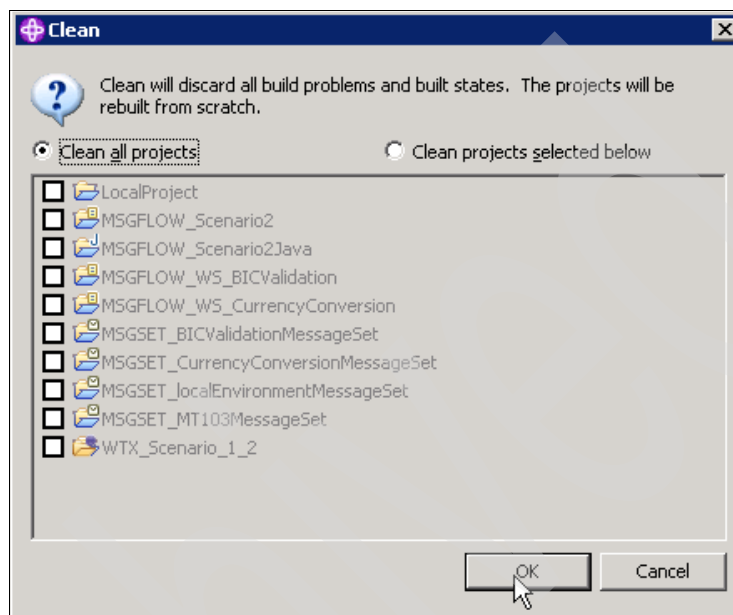 Clean
Clean will discard all build problems and built states. The projects will be
rebuilt from scratch.
Clean all projects
Clean projects selected below
LocalProject
MSGFLOW_Scenario2
MSGFLOW_Scenario2Java
MSGFLOW_WS_BICValidation
MSGFLOW_WS_CurrencyConversion
MSGSET_BICValidationMessageSet
MSGSET_CurrencyConversionMessageSet
MSGSET_localEnvironmentMessageSet
MSGSET_MT103MessageSet
WTX_Scenario_1_2
OK
Cancel